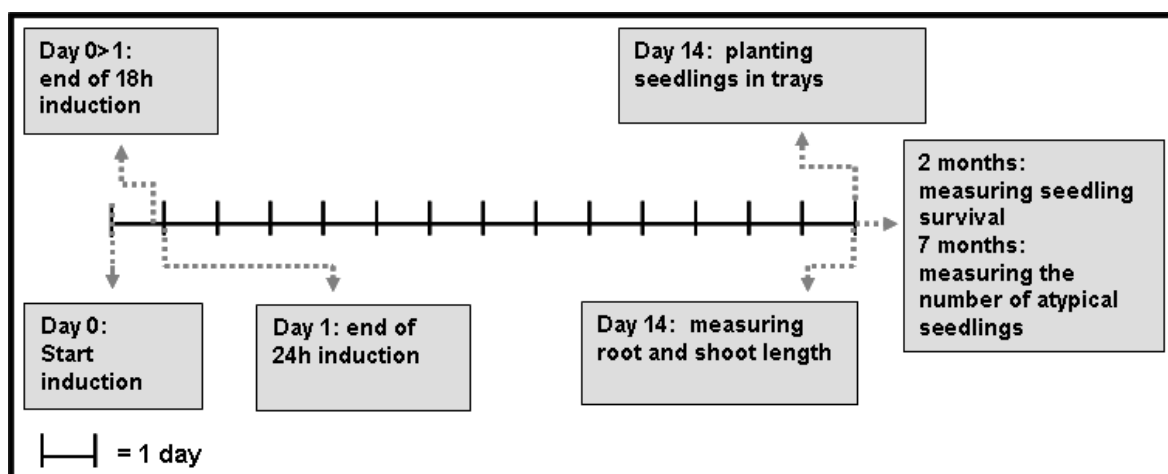 Day 0>1:
end of 18h
induction
Day 14:  planting
seedlings in trays
2 months:
measuring seedling
survival
7 months:
measuring the
number of atypical
seedlings
Day 0:
Start
induction
Day 1: end of
24h induction
Day 14:  measuring
root and shoot length
= 1 day